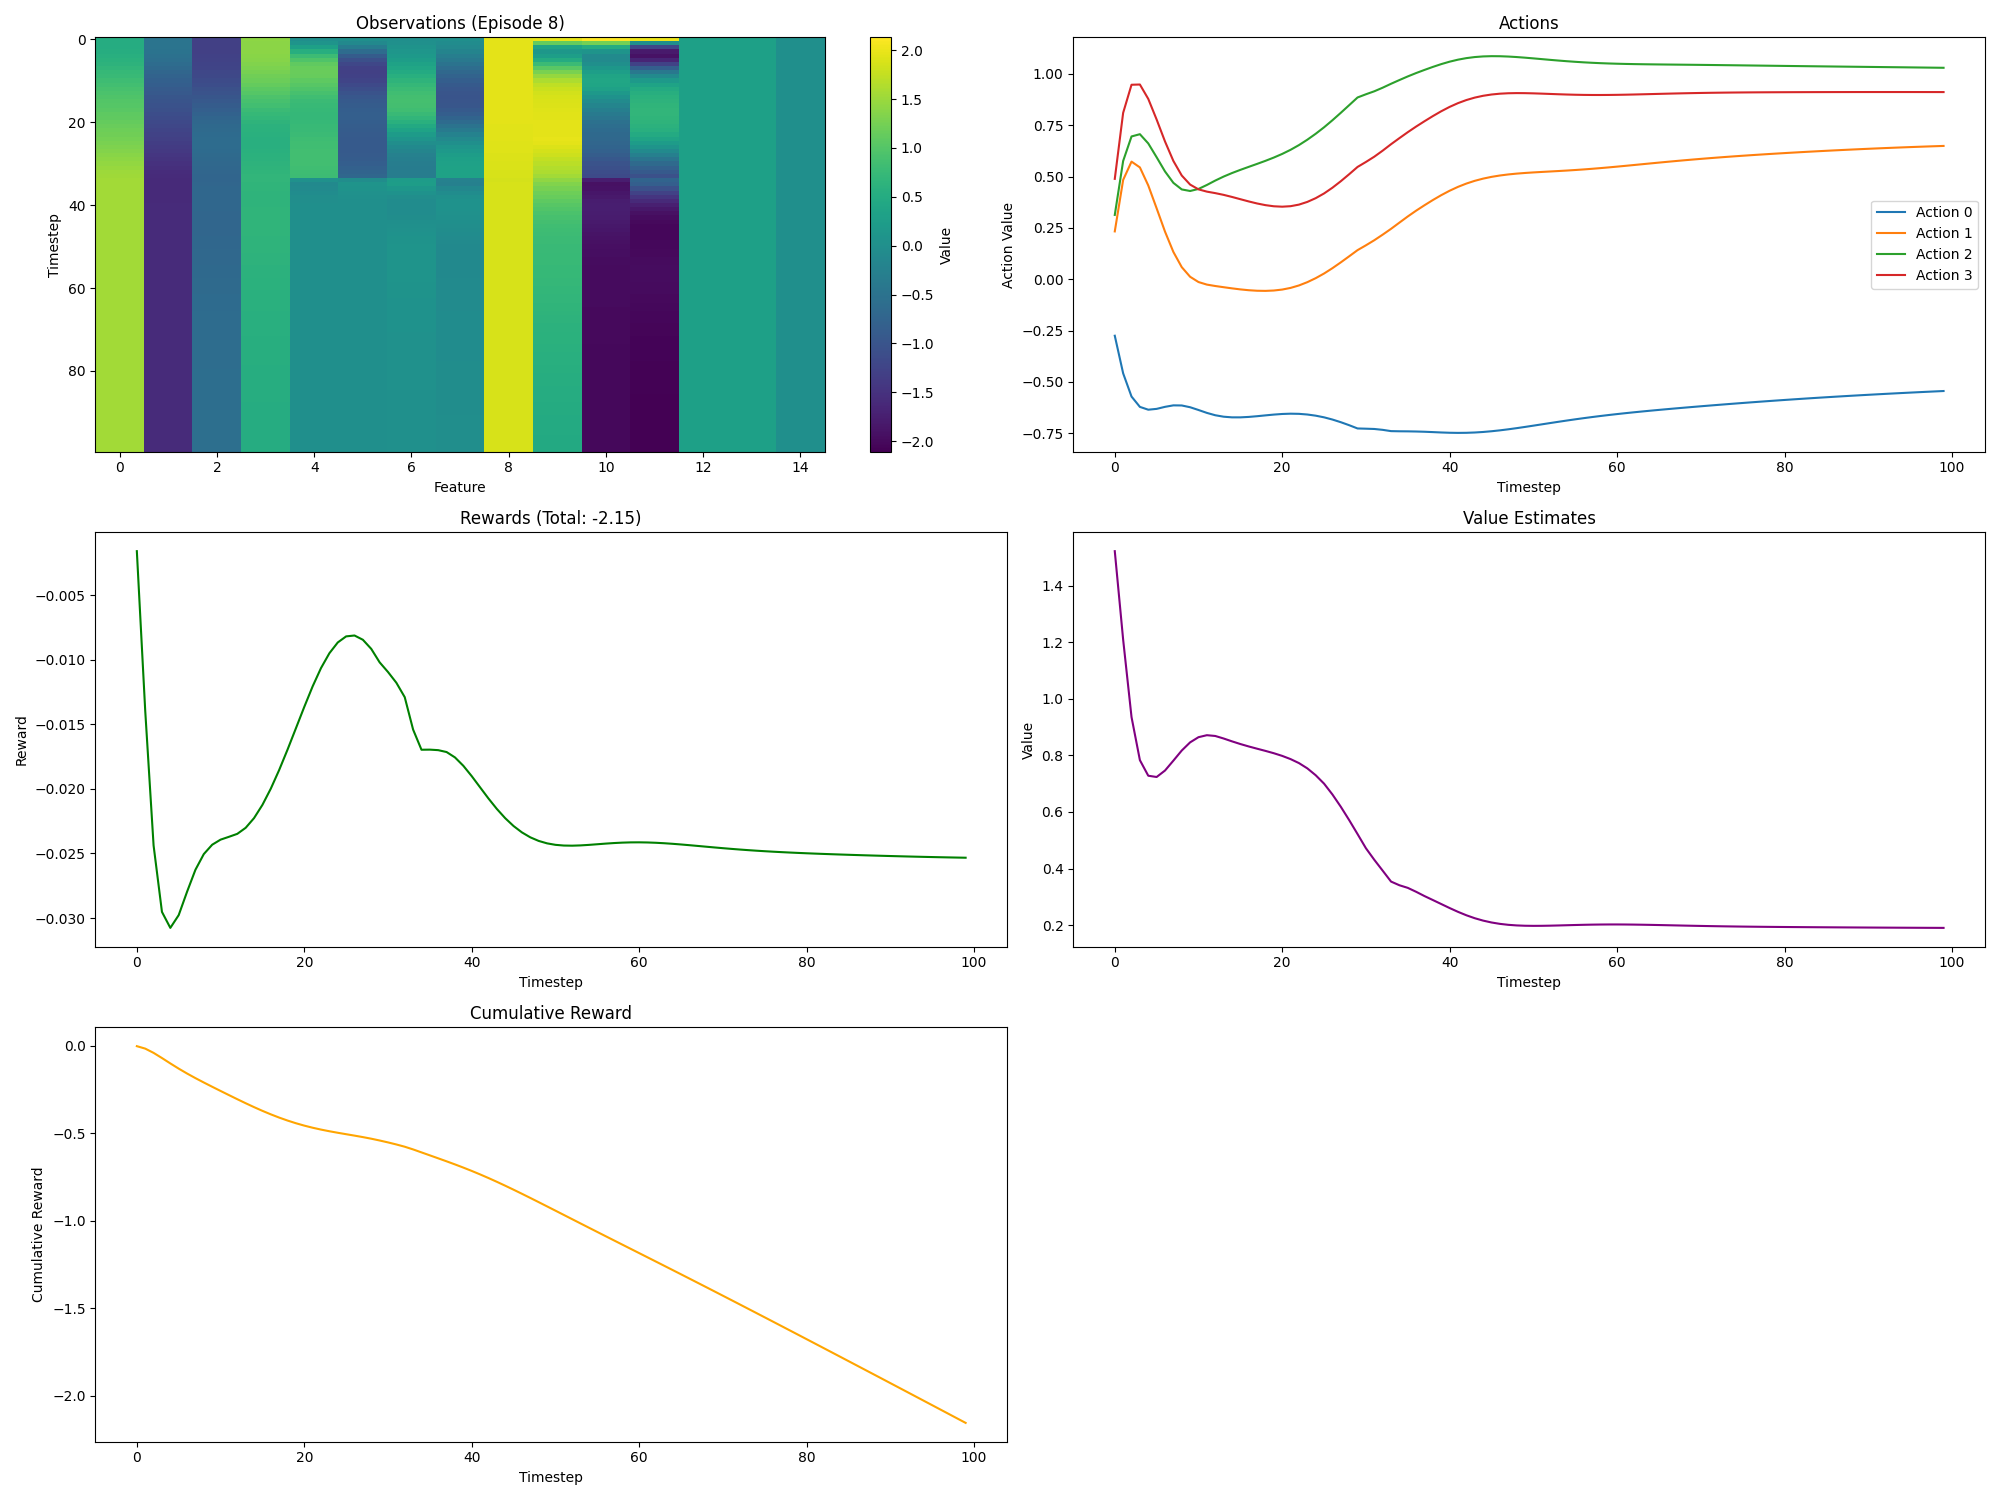 Observations (Episode 8)
0
20
40
60
80
Timestep
0 2 4 6 8 10 12 14
Feature
2.0
1.5
1.0
0.5
0.0
−0.5
−1.0
−1.5
−2.0
Value
Actions
1.00
0.75
0.50
0.25
0.00
−0.25
−0.50
−0.75
Action Value
Action 0
Action 1
Action 2
Action 3
0 20 40 60 80 100
Timestep
Rewards (Total: -2.15)
−0.005
−0.010
−0.015
−0.020
−0.025
−0.030
Reward
0 20 40 60 80 100
Timestep
Value Estimates
1.4
1.2
1.0
0.8
0.6
0.4
0.2
Value
0 20 40 60 80 100
Timestep
Cumulative Reward
0.0
−0.5
−1.0
−1.5
−2.0
Cumulative Reward
0 20 40 60 80 100
Timestep